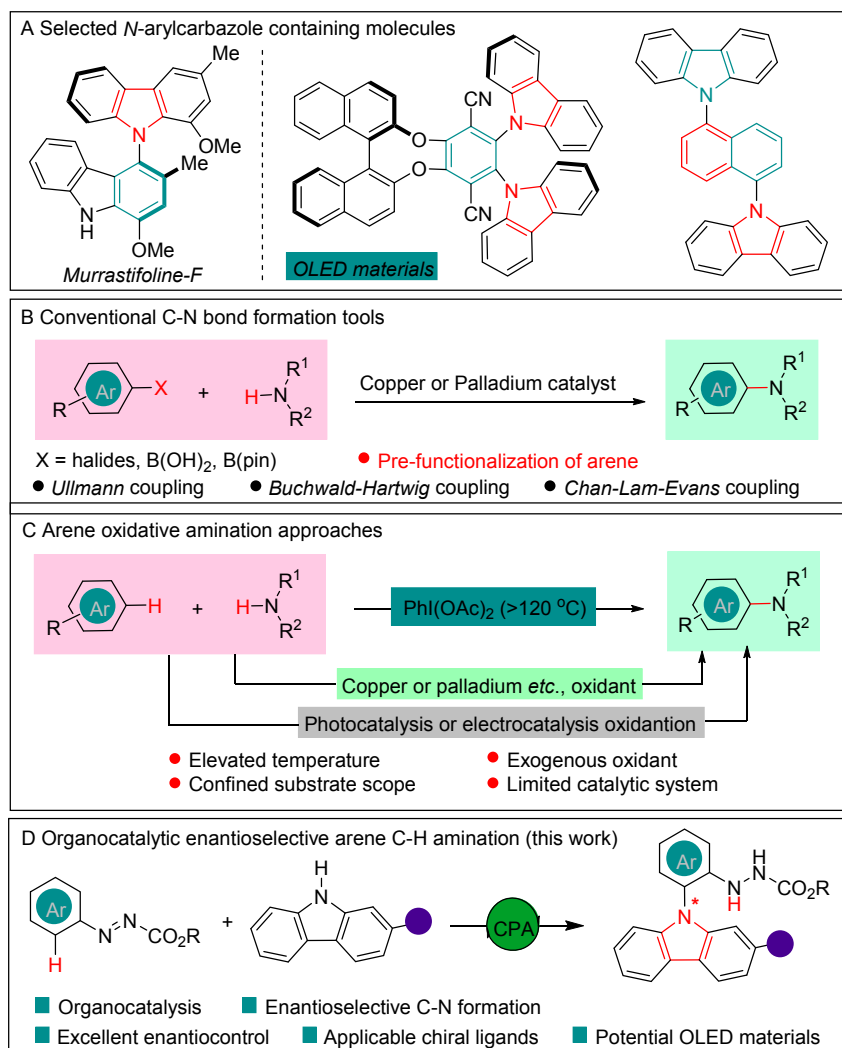 A Selected N-arylcarbazole containing molecules
Me
N
OMe
Me
N
H
OMe
Murrastifoline-F
CN
N
O
O
N
CN
OLED materials
N
N
B Conventional C-N bond formation tools
Ar
X
R
+
H
N
R1
R2
Copper or Palladium catalyst
Ar
N
R1
R2
R
X = halides, B(OH)2, B(pin)
Pre-functionalization of arene
Ullmann coupling
Buchwald-Hartwig coupling
Chan-Lam-Evans coupling
C Arene oxidative amination approaches
Ar
H
R
+
H
N
R1
R2
PhI(OAc)2 (>120 oC)
Ar
N
R1
R2
R
Copper or palladium etc., oxidant
Photocatalysis or electrocatalysis oxidantion
Elevated temperature
Exogenous oxidant
Confined substrate scope
Limited catalytic system
D Organocatalytic enantioselective arene C-H amination (this work)
Ar
N
N
CO2R
H
+
H
N
CPA
Ar
H
N
N
H
CO2R
*
N
Organocatalysis
Enantioselective C-N formation
Excellent enantiocontrol
Applicable chiral ligands
Potential OLED materials